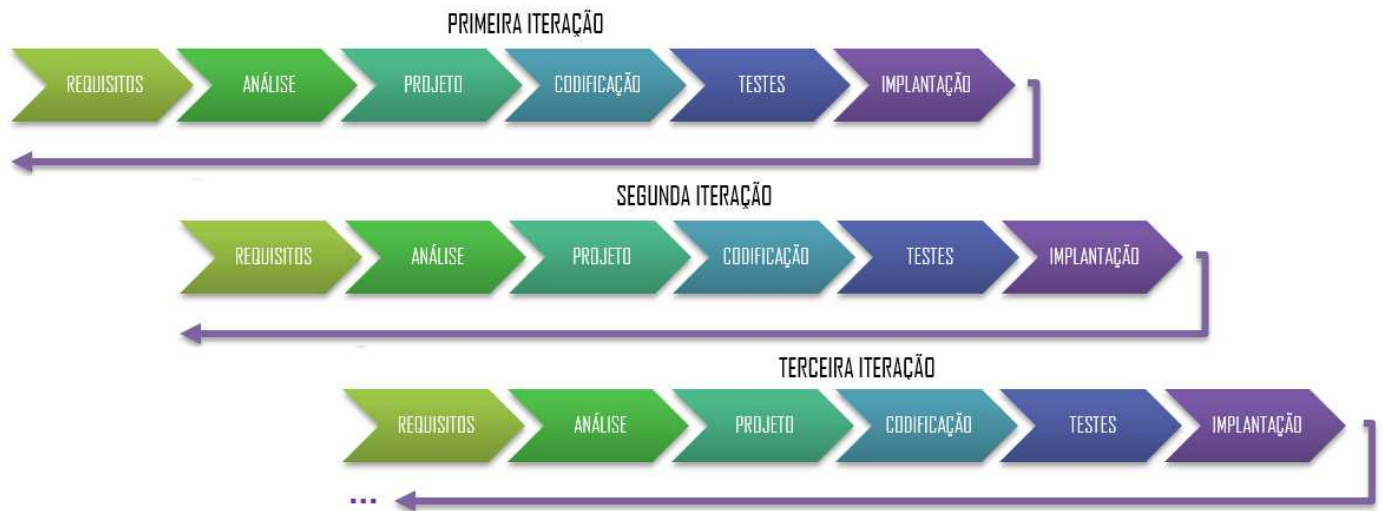 PRIMEIRA ITERAÇÃO
REQUISITOS ANÁLISE PROJETO CODIFICAÇÃO TESTES IMPLANTAÇÃO
SEGUNDA ITERAÇÃO
REQUISITOS ANÁLISE PROJETO CODIFICAÇÃO TESTES IMPLANTAÇÃO
TERCEIRA ITERAÇÃO
REQUISITOS ANÁLISE PROJETO CODIFICAÇÃO TESTES IMPLANTAÇÃO
...